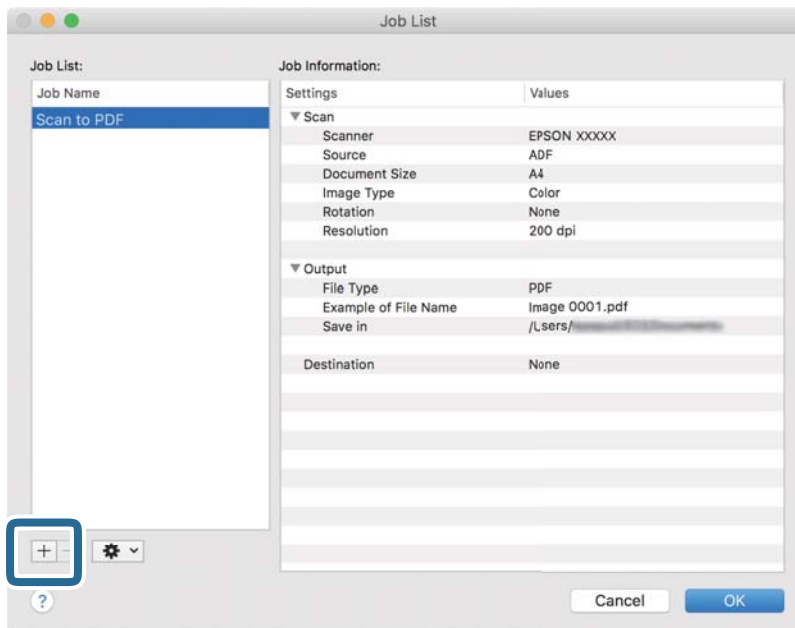 Job List
Job List:
Job Information:
Job Name
Scan to PDF
Settings Values
Scan
Scanner EPSON XXXXX
Source ADF
Document Size A4
Image Type Color
Rotation None
Resolution 200 dpi
Output
File Type PDF
Example of File Name Image 0001.pdf
Save in /Lsers/
Destination None
+ -
?
Cancel OK